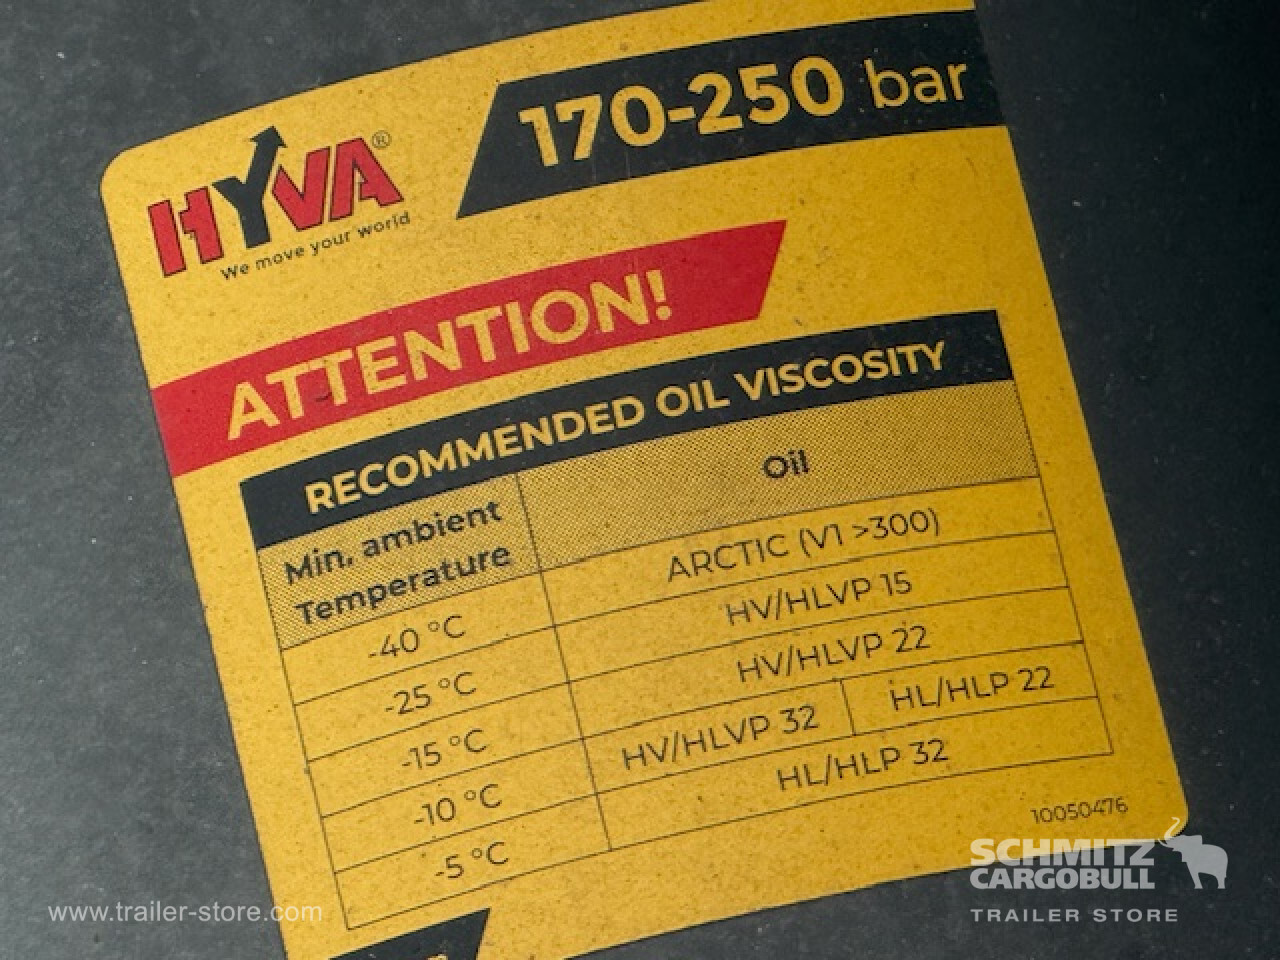 HYVA®
We move your world
170-250 bar
ATTENTION!
RECOMMENDED OIL VISCOSITY
Min. ambient Temperature
Oil
-40 °C
ARCTIC (V1 >300)
-25 °C
HV/HLVP 15
-15 °C
HV/HLVP 22
-10 °C
HV/HLVP 32
HL/HLP 22
-5 °C
HL/HLP 32
10050476
www.trailer-store.com
SCHMITZ
CARGOBULL
TRAILER STORE